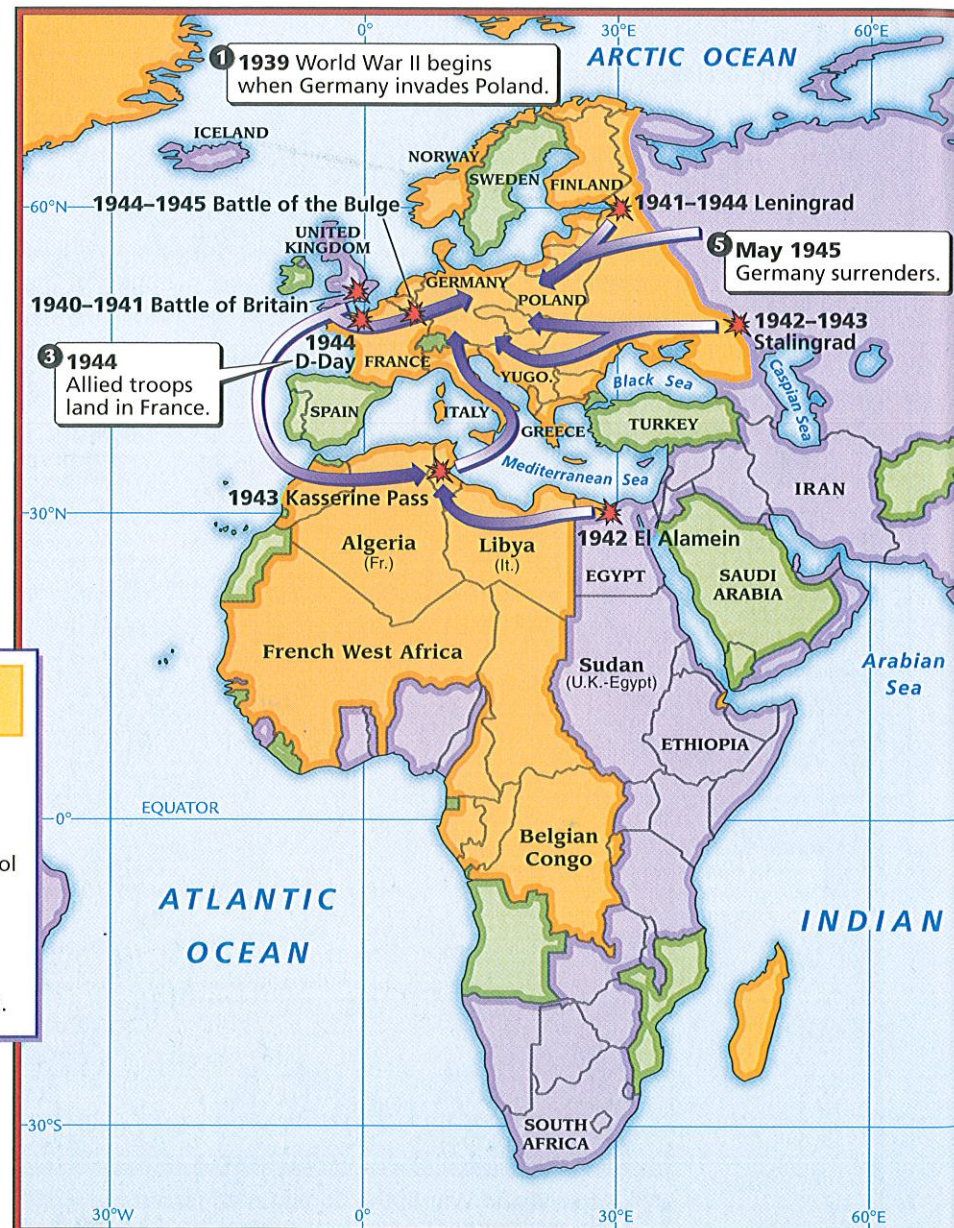 0°
30°E
60°E
ARCTIC OCEAN
1 1939 World War II begins
when Germany invades Poland.
ICELAND
NORWAY
SWEDEN
FINLAND
60°N
1944–1945 Battle of the Bulge
1941–1944 Leningrad
UNITED
KINGDOM
5 May 1945
Germany surrenders.
GERMANY
POLAND
1940–1941 Battle of Britain
1942–1943
Stalingrad
1944
D-Day
3 1944
Allied troops
land in France.
FRANCE
YUGO.
Black Sea
Caspian Sea
SPAIN
ITALY
GREECE
TURKEY
Mediterranean Sea
IRAN
1943 Kasserine Pass
30°N
1942 El Alamein
Algeria
(Fr.)
Libya
(It.)
EGYPT
SAUDI
ARABIA
French West Africa
Sudan
(U.K.-Egypt)
Arabian
Sea
ETHIOPIA
EQUATOR
0°
Belgian
Congo
ol
ATLANTIC
OCEAN
INDIAN
.
30°S
SOUTH
AFRICA
30°W
0°
30°E
60°E